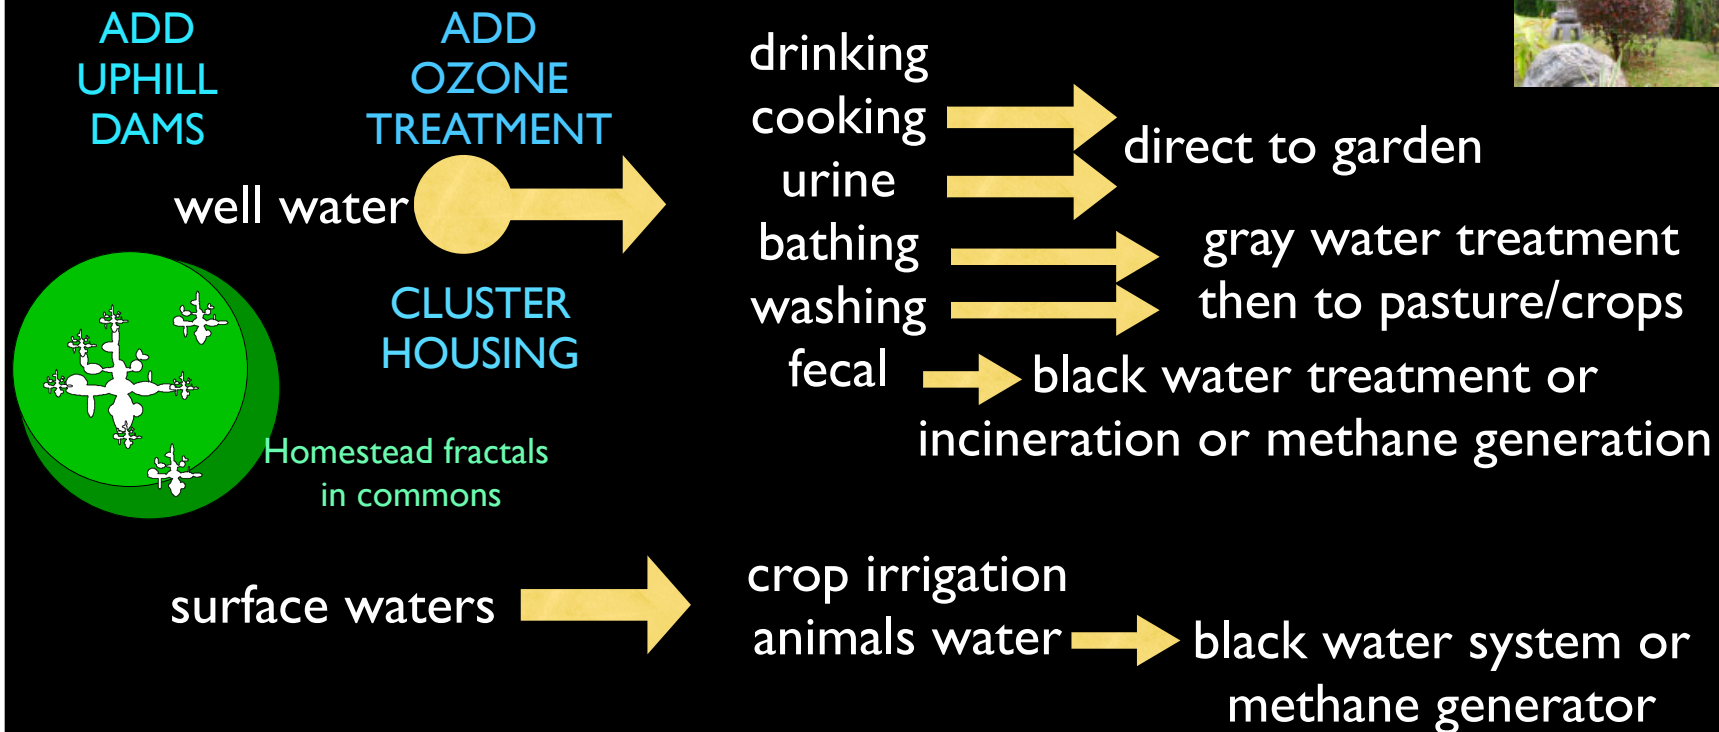 ADD
UPHILL
DAMS
ADD
OZONE
TREATMENT
well water
CLUSTER
HOUSING
Homestead fractals
in commons
drinking
cooking
urine
bathing
washing
fecal
direct to garden
gray water treatment
then to pasture/crops
black water treatment or
incineration or methane generation
surface waters
crop irrigation
animals water
black water system or
methane generator